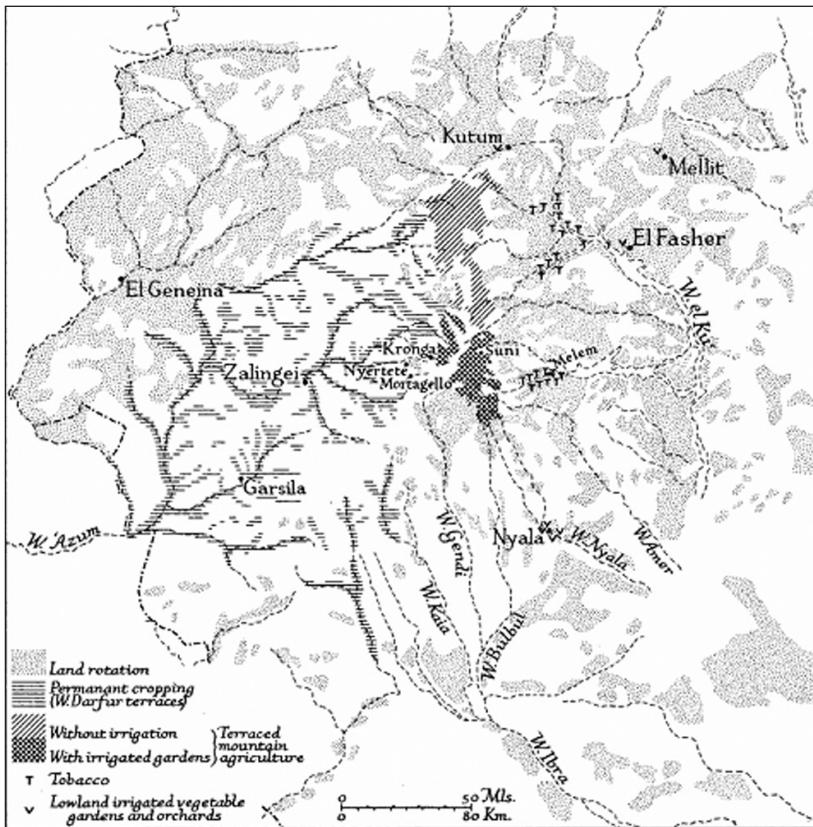 Kutum
Mellit
El Fasher
W. el Ku
El Geneina
Kronga
Suni
Melem
Nyertete
Zalingei
Mortagello
Garsila
W. Azum
W. Gendi
Nyala
W. Nyala
W. Amer
W. Kaia
W. Bulbul
W. Ibra
Land rotation
Permanant cropping
(W. Darfur terraces)
Without irrigation
With irrigated gardens
Terraced
mountain
agriculture
T Tobacco
v Lowland irrigated vegetable
gardens and orchards
0 50 Mls.
0 80 Km.